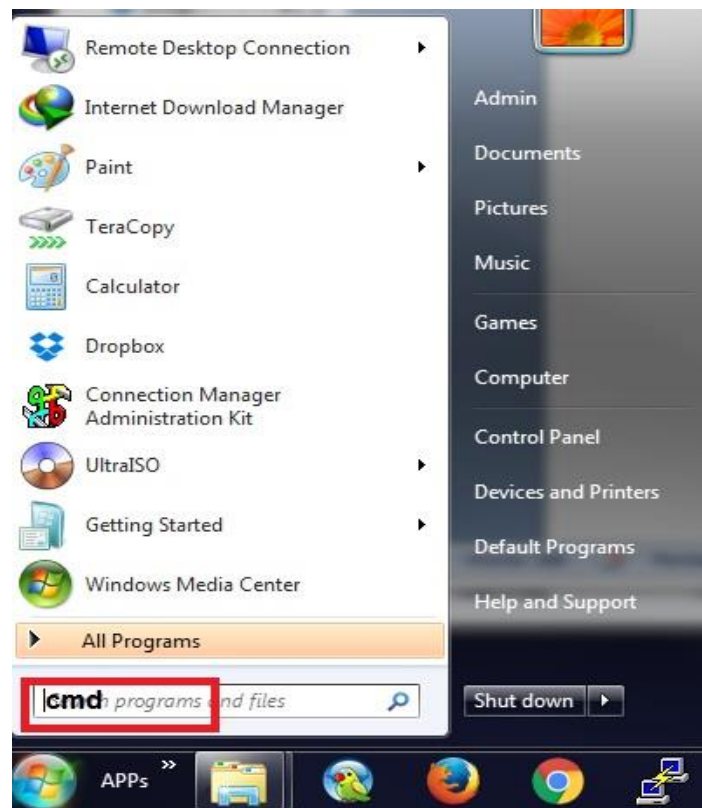 Remote Desktop Connection
Internet Download Manager
Paint
TeraCopy
Calculator
Dropbox
Connection Manager
Administration Kit
UltraISO
Getting Started
Windows Media Center
All Programs
cmd programs and files
Admin
Documents
Pictures
Music
Games
Computer
Control Panel
Devices and Printers
Default Programs
Help and Support
Shut down
APPs »